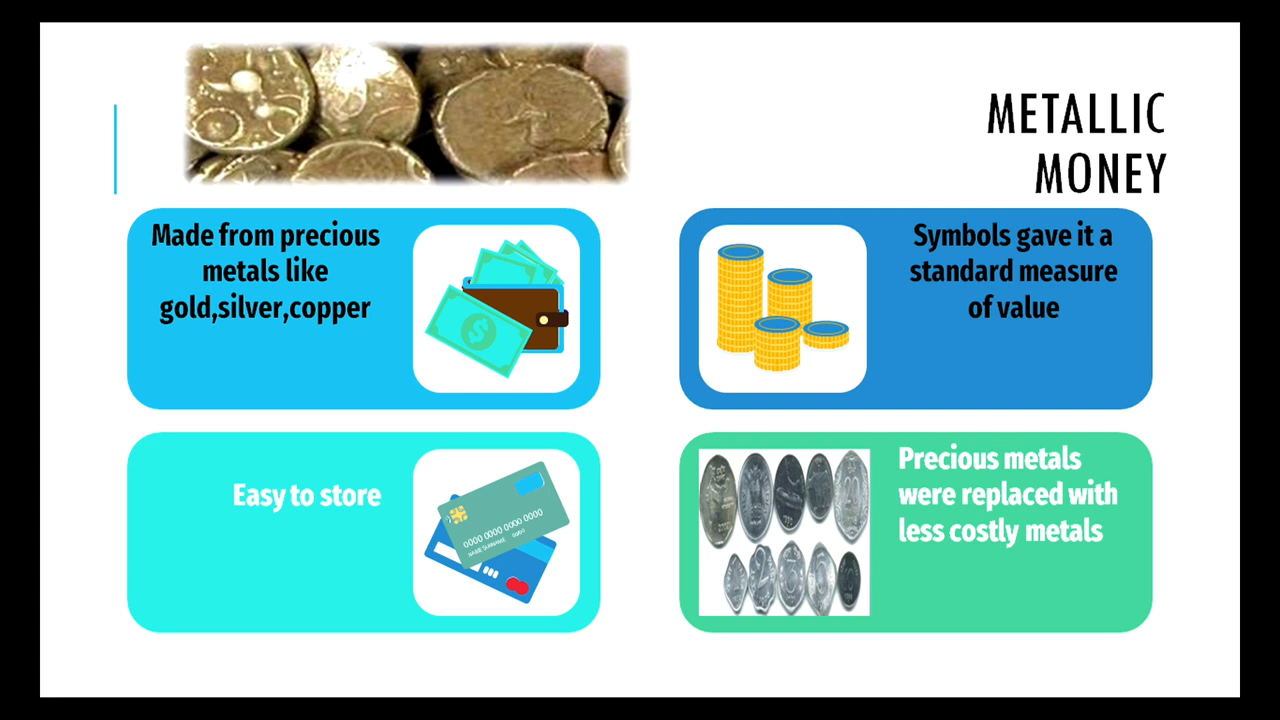 METALLIC
MONEY
Made from precious
metals like
gold,silver,copper
Symbols gave it a
standard measure
of value
Easy to store
0000 0000 0000 0000
Precious metals
were replaced with
less costly metals